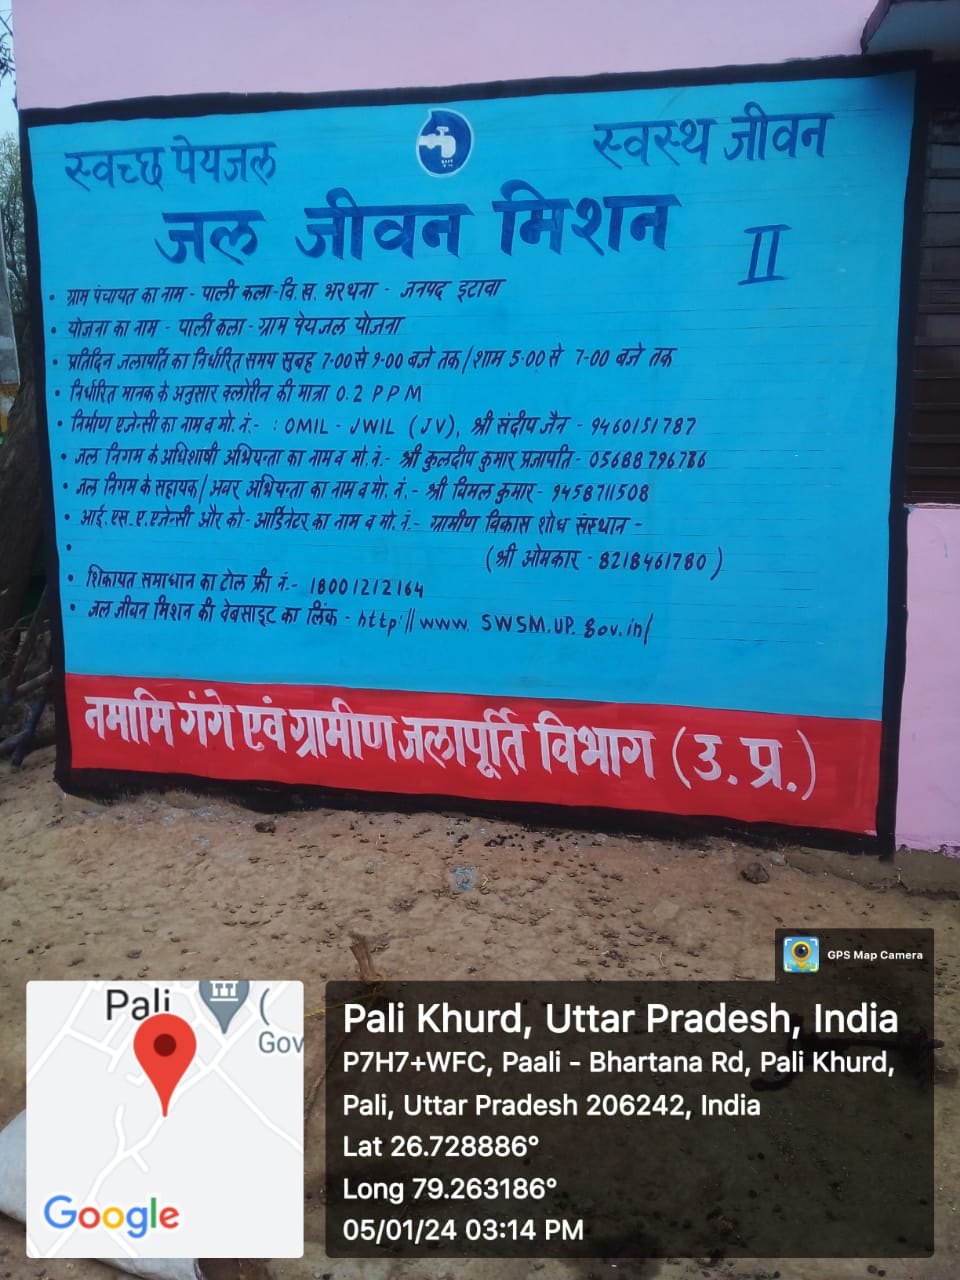 स्वच्छ पेयजल
स्वस्थ जीवन
जल जीवन मिशन
II
• ग्राम पंचायत का नाम - पाली कला - वि.ख. भरथना - जनपद इटावा
• योजना का नाम - पाली कला - ग्राम पेयजल योजना
• प्रतिदिन जलापर्ति का निर्धारित समय सुबह 7.00 से 9.00 बजे तक/शाम 5.00 से 7-00 बजे तक
• निर्धारित मानक के अनुसार क्लोरीन की मात्रा 0.2 PPM
• निर्माण एजेन्सी का नाम व मो. नं.- : OMIL - JWIL (JV), श्री संदीप जैन - 9460151787
• जल निगम के अधिशाषी अभियन्ता का नाम व मो. नं.- श्री कुलदीप कुमार प्रजापति - 05688796786
• जल निगम के सहायक/अवर अभियन्ता का नाम व मो. नं.- श्री विमल कुमार - 9458711508
• आई.एस.ए. एजेन्सी और को-आर्डिनेटर का नाम व मो. नं.- ग्रामीण विकास शोध संस्थान -
• (श्री ओमकार - 8218461780)
• शिकायत समाधान का टोल फ्री नं.- 18001212164
• जल जीवन मिशन की वेबसाइट का लिंक - http://www.SWSM.UP.gov.in/
नमामि गंगे एवं ग्रामीण जलापूर्ति विभाग (उ.प्र.)
GPS Map Camera
Pali
Gov
Google
Pali Khurd, Uttar Pradesh, India
P7H7+WFC, Paali - Bhartana Rd, Pali Khurd,
Pali, Uttar Pradesh 206242, India
Lat 26.728886°
Long 79.263186°
05/01/24 03:14 PM